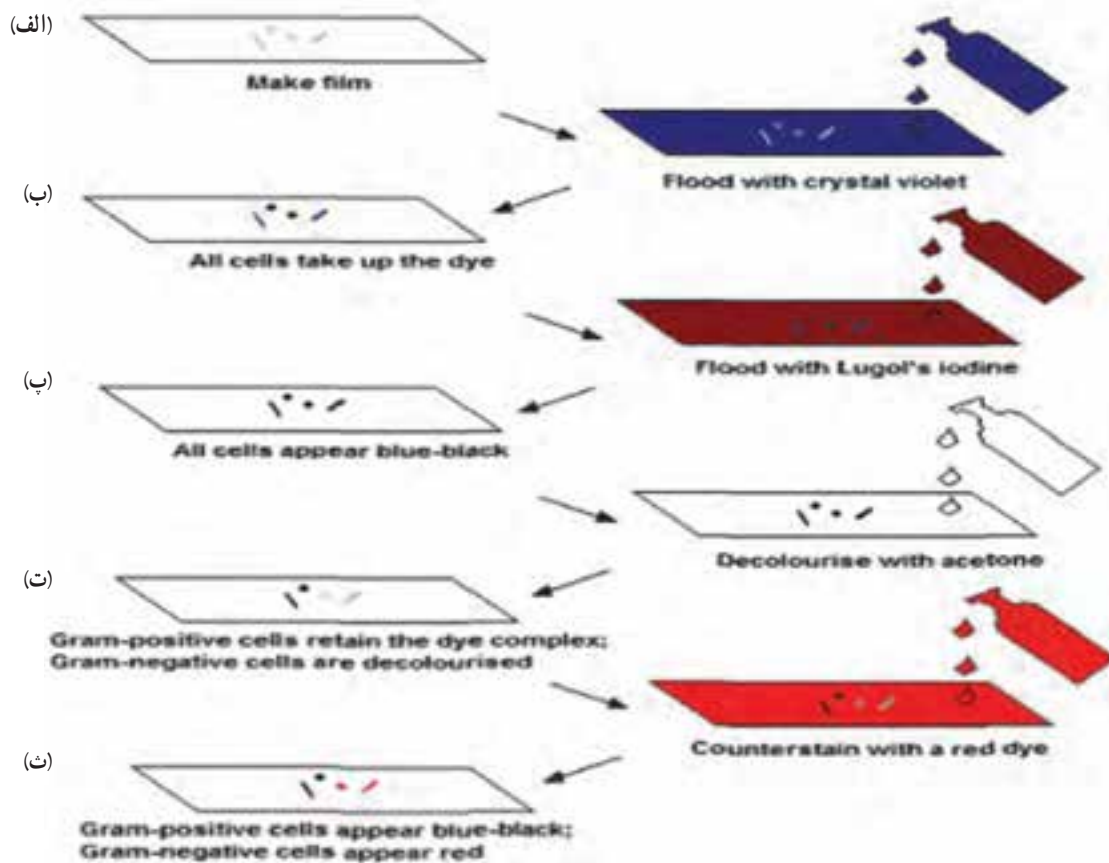 (الف)
Make film
Flood with crystal violet
(ب)
All cells take up the dye
Flood with Lugol's iodine
(پ)
All cells appear blue-black
Decolourise with acetone
(ت)
Gram-positive cells retain the dye complex;
Gram-negative cells are decolourised
Counterstain with a red dye
(ث)
Gram-positive cells appear blue-black;
Gram-negative cells appear red